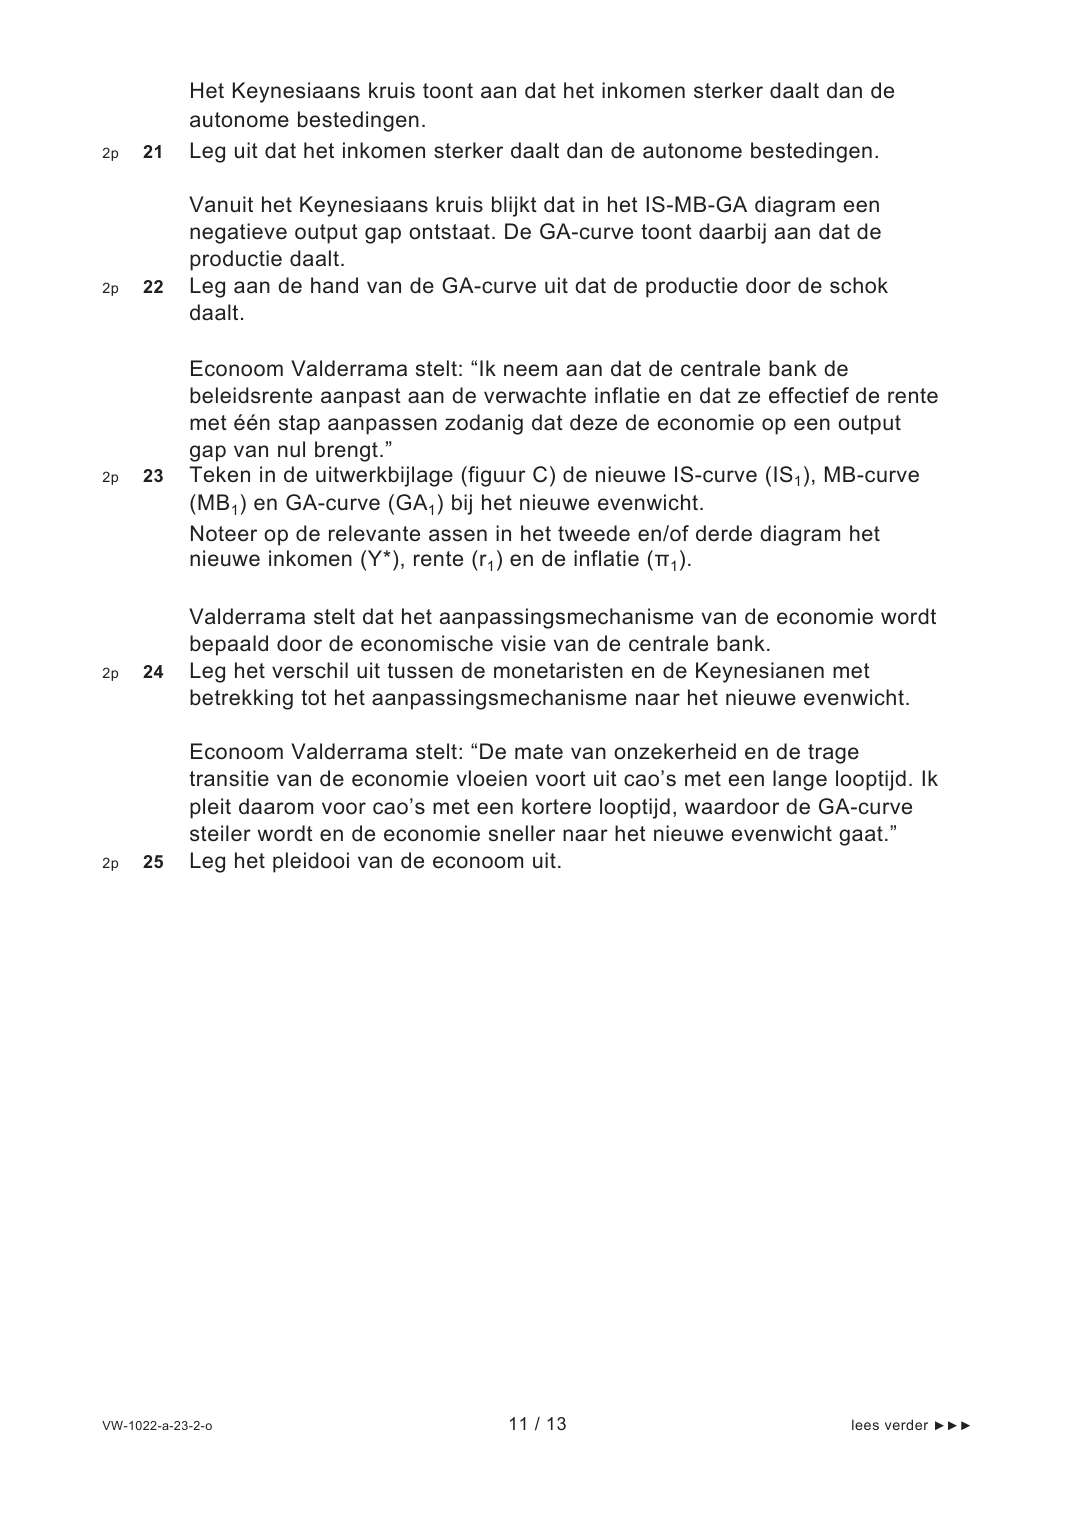 Het Keynesiaans kruis toont aan dat het inkomen sterker daalt dan de
autonome bestedingen.
2p 21 Leg uit dat het inkomen sterker daalt dan de autonome bestedingen.
Vanuit het Keynesiaans kruis blijkt dat in het IS-MB-GA diagram een
negatieve output gap ontstaat. De GA-curve toont daarbij aan dat de
productie daalt.
2p 22 Leg aan de hand van de GA-curve uit dat de productie door de schok
daalt.
Econoom Valderrama stelt: “Ik neem aan dat de centrale bank de
beleidsrente aanpast aan de verwachte inflatie en dat ze effectief de rente
met één stap aanpassen zodanig dat deze de economie op een output
gap van nul brengt.”
2p 23 Teken in de uitwerkbijlage (figuur C) de nieuwe IS-curve (IS₁), MB-curve
(MB₁) en GA-curve (GA₁) bij het nieuwe evenwicht.
Noteer op de relevante assen in het tweede en/of derde diagram het
nieuwe inkomen (Y*), rente (r₁) en de inflatie (π₁).
Valderrama stelt dat het aanpassingsmechanisme van de economie wordt
bepaald door de economische visie van de centrale bank.
2p 24 Leg het verschil uit tussen de monetaristen en de Keynesianen met
betrekking tot het aanpassingsmechanisme naar het nieuwe evenwicht.
Econoom Valderrama stelt: “De mate van onzekerheid en de trage
transitie van de economie vloeien voort uit cao’s met een lange looptijd. Ik
pleit daarom voor cao’s met een kortere looptijd, waardoor de GA-curve
steiler wordt en de economie sneller naar het nieuwe evenwicht gaat.”
2p 25 Leg het pleidooi van de econoom uit.
VW-1022-a-23-2-o 11 / 13 lees verder ►►►